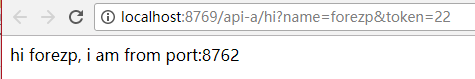 localhost:8769/api-a/hi?name=forezp&token=22
hi forezp, i am from port:8762